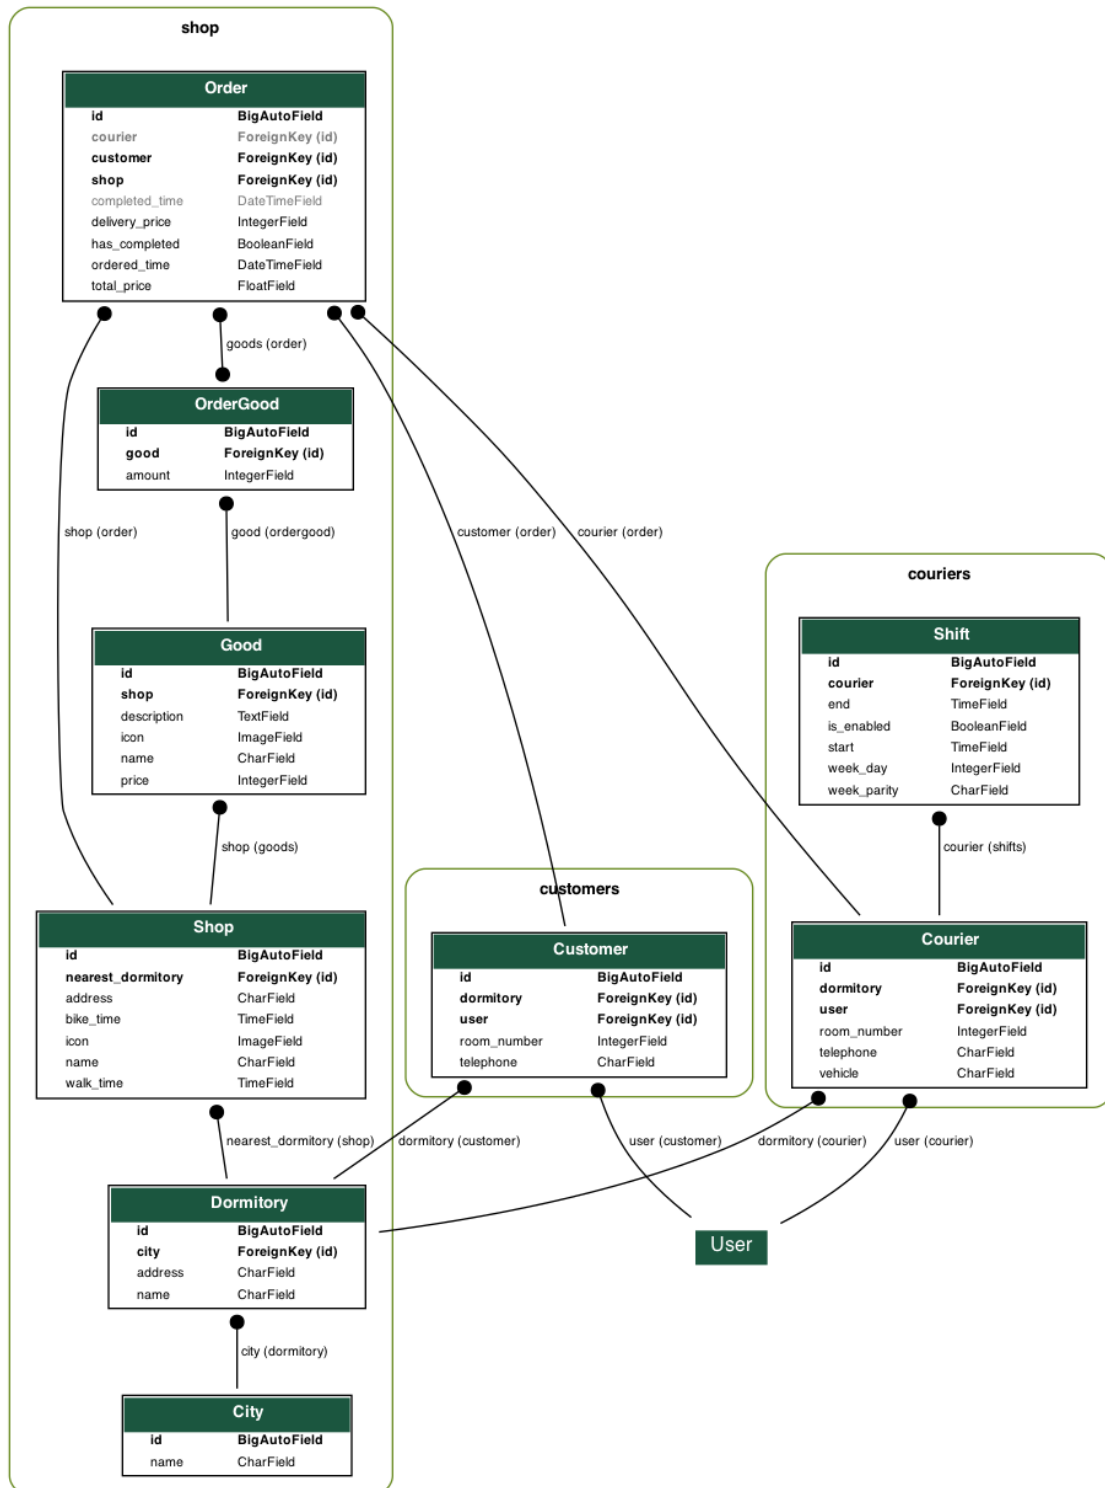 shop
Order
id BigAutoField
courier ForeignKey (id)
customer ForeignKey (id)
shop ForeignKey (id)
completed_time DateTimeField
delivery_price IntegerField
has_completed BooleanField
ordered_time DateTimeField
total_price FloatField
goods (order)
OrderGood
id BigAutoField
good ForeignKey (id)
amount IntegerField
shop (order)
good (ordergood)
customer (order)
courier (order)
couriers
Shift
id BigAutoField
courier ForeignKey (id)
end TimeField
is_enabled BooleanField
start TimeField
week_day IntegerField
week_parity CharField
Good
id BigAutoField
shop ForeignKey (id)
description TextField
icon ImageField
name CharField
price IntegerField
shop (goods)
courier (shifts)
customers
Shop
id BigAutoField
nearest_dormitory ForeignKey (id)
address CharField
bike_time TimeField
icon ImageField
name CharField
walk_time TimeField
Customer
id BigAutoField
dormitory ForeignKey (id)
user ForeignKey (id)
room_number IntegerField
telephone CharField
Courier
id BigAutoField
dormitory ForeignKey (id)
user ForeignKey (id)
room_number IntegerField
telephone CharField
vehicle CharField
nearest_dormitory (shop)
dormitory (customer)
user (customer)
dormitory (courier)
user (courier)
Dormitory
id BigAutoField
city ForeignKey (id)
address CharField
name CharField
User
city (dormitory)
City
id BigAutoField
name CharField